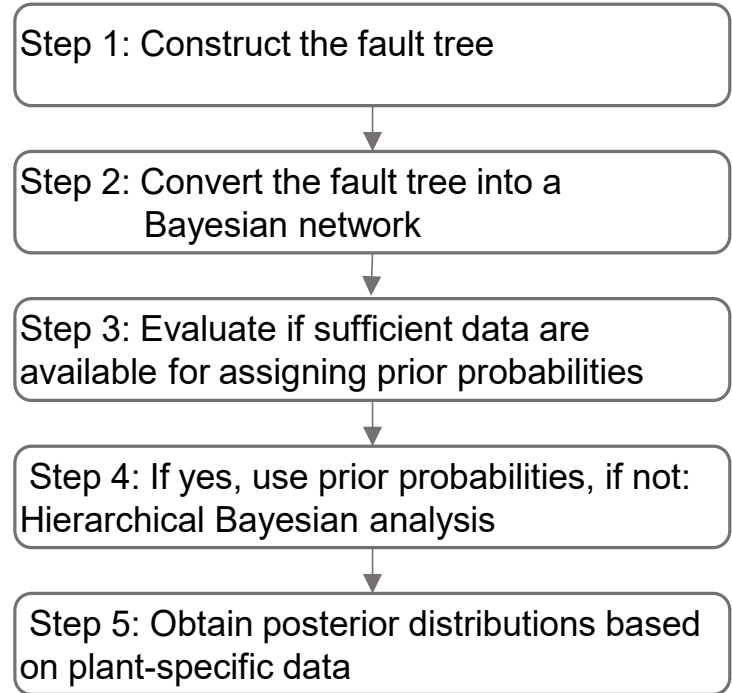 Step 1: Construct the fault tree
Step 2: Convert the fault tree into a
Bayesian network
Step 3: Evaluate if sufficient data are
available for assigning prior probabilities
Step 4: If yes, use prior probabilities, if not:
Hierarchical Bayesian analysis
Step 5: Obtain posterior distributions based
on plant-specific data